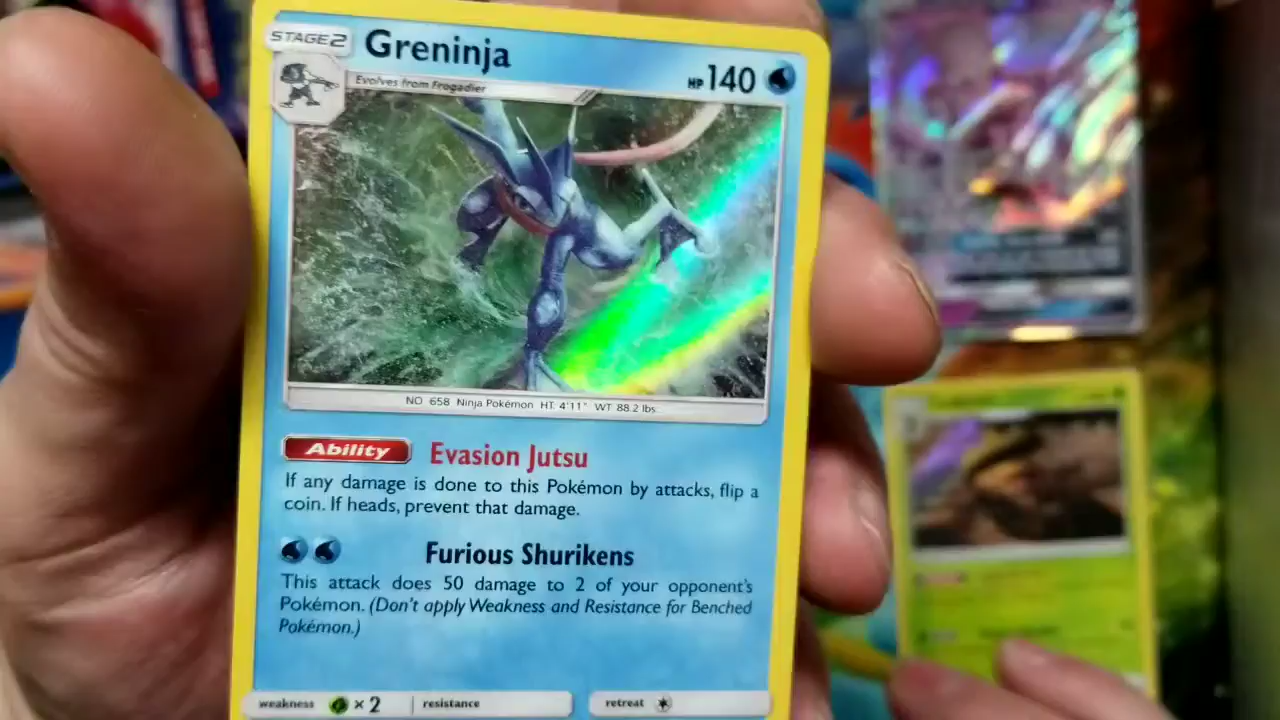 STAGE2
Greninja
HP 140
Evolves from Frogadier
NO 658 Ninja Pokémon HT: 4'11" WT: 88.2 lbs.
Ability Evasion Jutsu
If any damage is done to this Pokémon by attacks, flip a
coin. If heads, prevent that damage.
Furious Shurikens
This attack does 50 damage to 2 of your opponent's
Pokémon. (Don't apply Weakness and Resistance for Benched
Pokémon.)
weakness ×2 resistance retreat